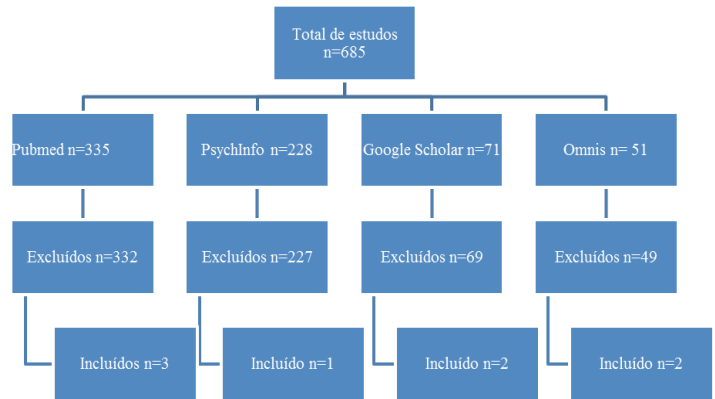 Total de estudos
n=685
Pubmed n=335
PsychInfo n=228
Google Scholar n=71
Omnis n= 51
Excluídos n=332
Excluídos n=227
Excluídos n=69
Excluídos n=49
Incluídos n=3
Incluído n=1
Incluído n=2
Incluído n=2